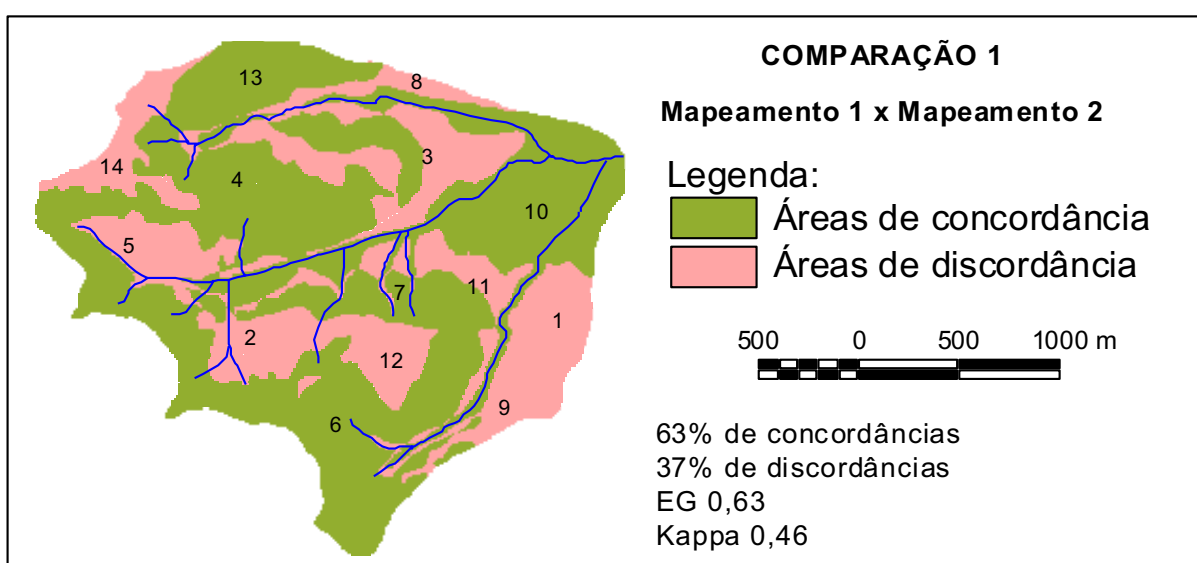 COMPARAÇÃO 1
Mapeamento 1 x Mapeamento 2
Legenda:
Áreas de concordância
Áreas de discordância
500 0 500 1000 m
63% de concordâncias
37% de discordâncias
EG 0,63
Kappa 0,46
13
8
3
14
4
10
5
7
11
1
2
12
9
6